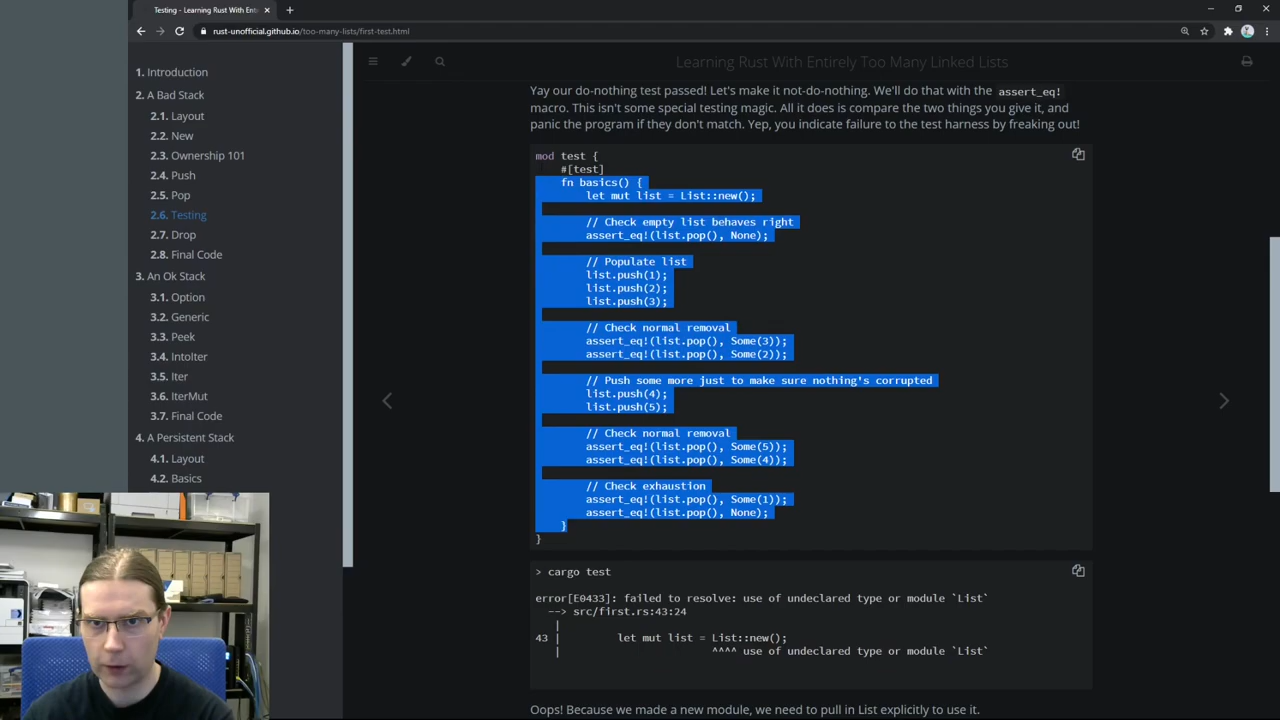 Testing - Learning Rust With Entir
rust-unofficial.github.io/too-many-lists/first-test.html
1. Introduction
2. A Bad Stack
2.1. Layout
2.2. New
2.3. Ownership 101
2.4. Push
2.5. Pop
2.6. Testing
2.7. Drop
2.8. Final Code
3. An Ok Stack
3.1. Option
3.2. Generic
3.3. Peek
3.4. IntoIter
3.5. Iter
3.6. IterMut
3.7. Final Code
4. A Persistent Stack
4.1. Layout
4.2. Basics
Learning Rust With Entirely Too Many Linked Lists
Yay our do-nothing test passed! Let's make it not-do-nothing. We'll do that with the assert_eq!
macro. This isn't some special testing magic. All it does is compare the two things you give it, and
panic the program if they don't match. Yep, you indicate failure to the test harness by freaking out!
mod test {
#[test]
fn basics() {
let mut list = List::new();
// Check empty list behaves right
assert_eq!(list.pop(), None);
// Populate list
list.push(1);
list.push(2);
list.push(3);
// Check normal removal
assert_eq!(list.pop(), Some(3));
assert_eq!(list.pop(), Some(2));
// Push some more just to make sure nothing's corrupted
list.push(4);
list.push(5);
// Check normal removal
assert_eq!(list.pop(), Some(5));
assert_eq!(list.pop(), Some(4));
// Check exhaustion
assert_eq!(list.pop(), Some(1));
assert_eq!(list.pop(), None);
}
}
> cargo test
error[E0433]: failed to resolve: use of undeclared type or module `List`
--> src/first.rs:43:24
|
43 | let mut list = List::new();
| ^^^^ use of undeclared type or module `List`
Oops! Because we made a new module, we need to pull in List explicitly to use it.